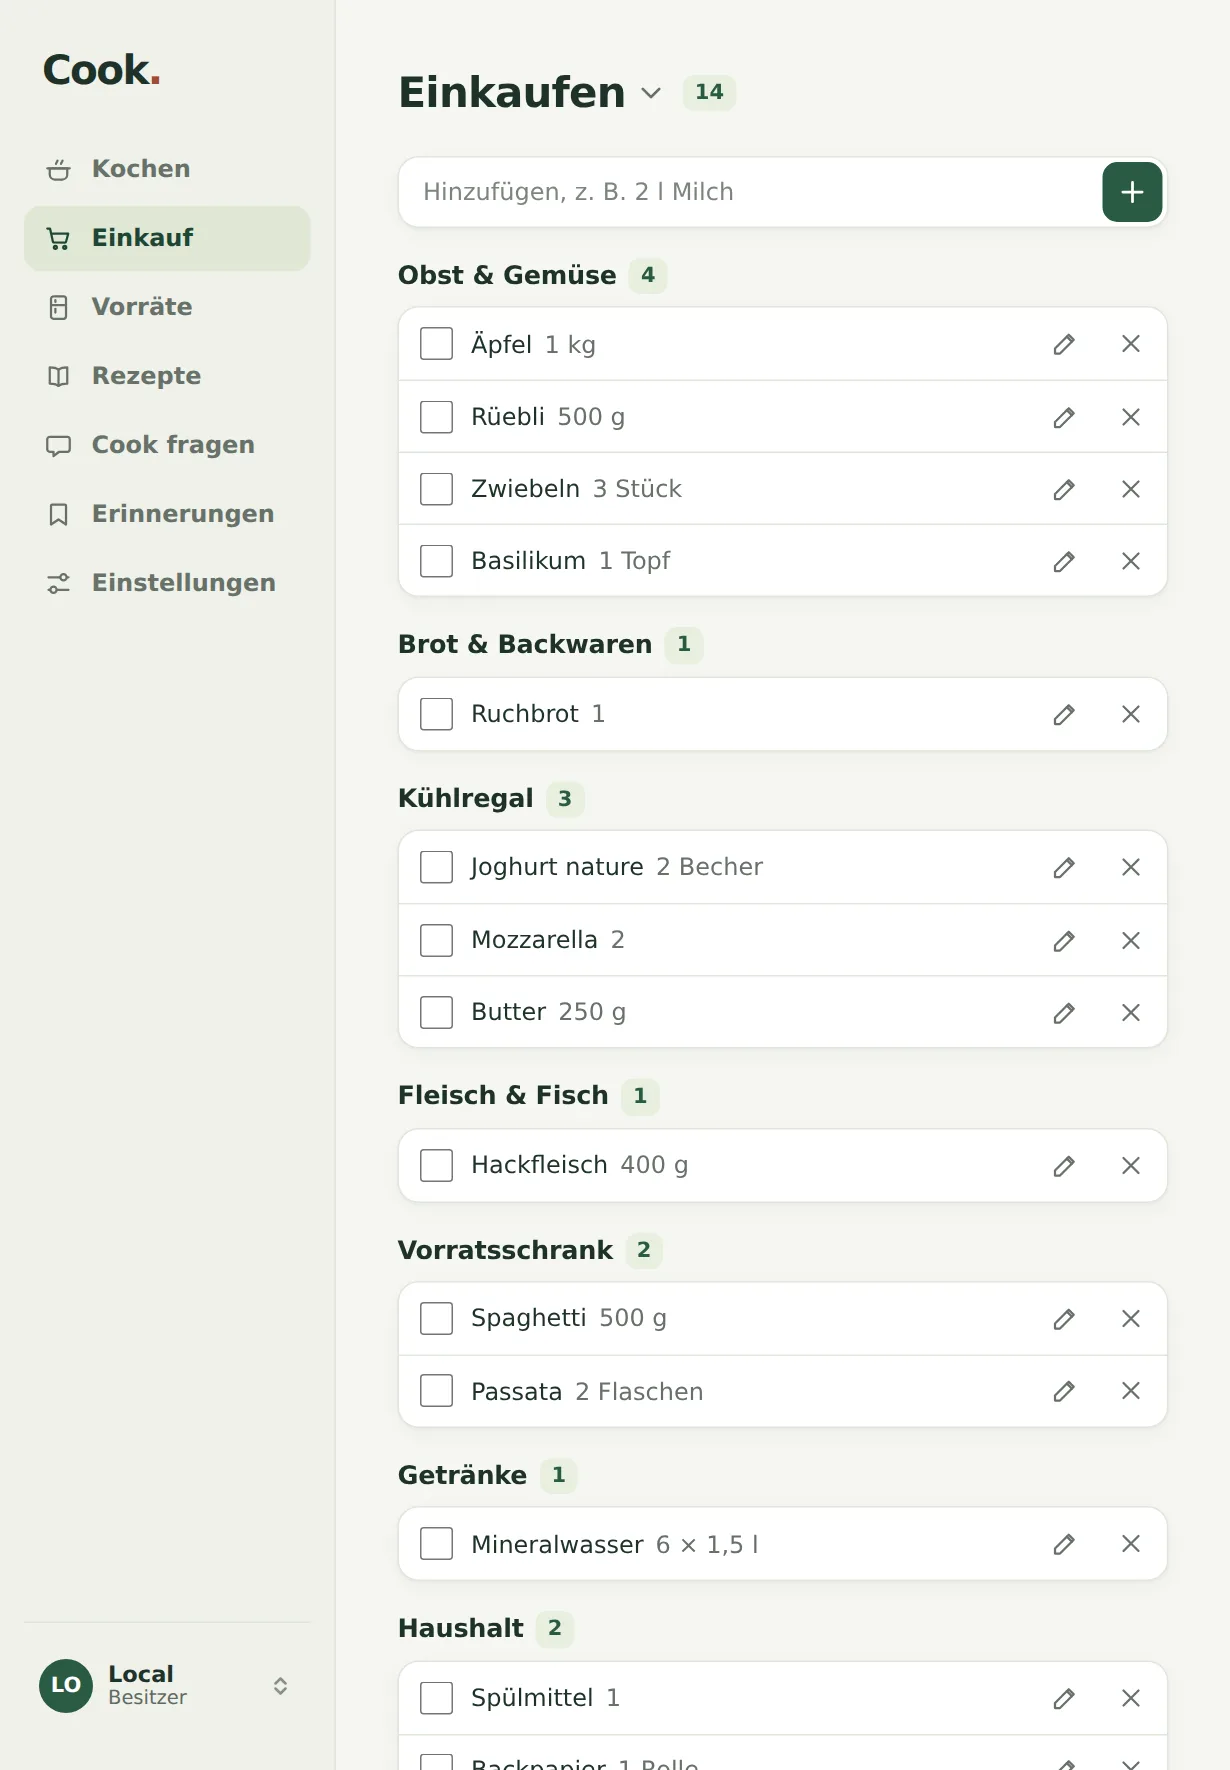 Cook.
Kochen
Einkauf
Vorräte
Rezepte
Cook fragen
Erinnerungen
Einstellungen
LO
Local
Besitzer
Einkaufen 14
Hinzufügen, z. B. 2 l Milch
Obst & Gemüse 4
Äpfel 1 kg
Rüebli 500 g
Zwiebeln 3 Stück
Basilikum 1 Topf
Brot & Backwaren 1
Ruchbrot 1
Kühlregal 3
Joghurt nature 2 Becher
Mozzarella 2
Butter 250 g
Fleisch & Fisch 1
Hackfleisch 400 g
Vorratsschrank 2
Spaghetti 500 g
Passata 2 Flaschen
Getränke 1
Mineralwasser 6 × 1,5 l
Haushalt 2
Spülmittel 1
Backpapier 1 Rolle